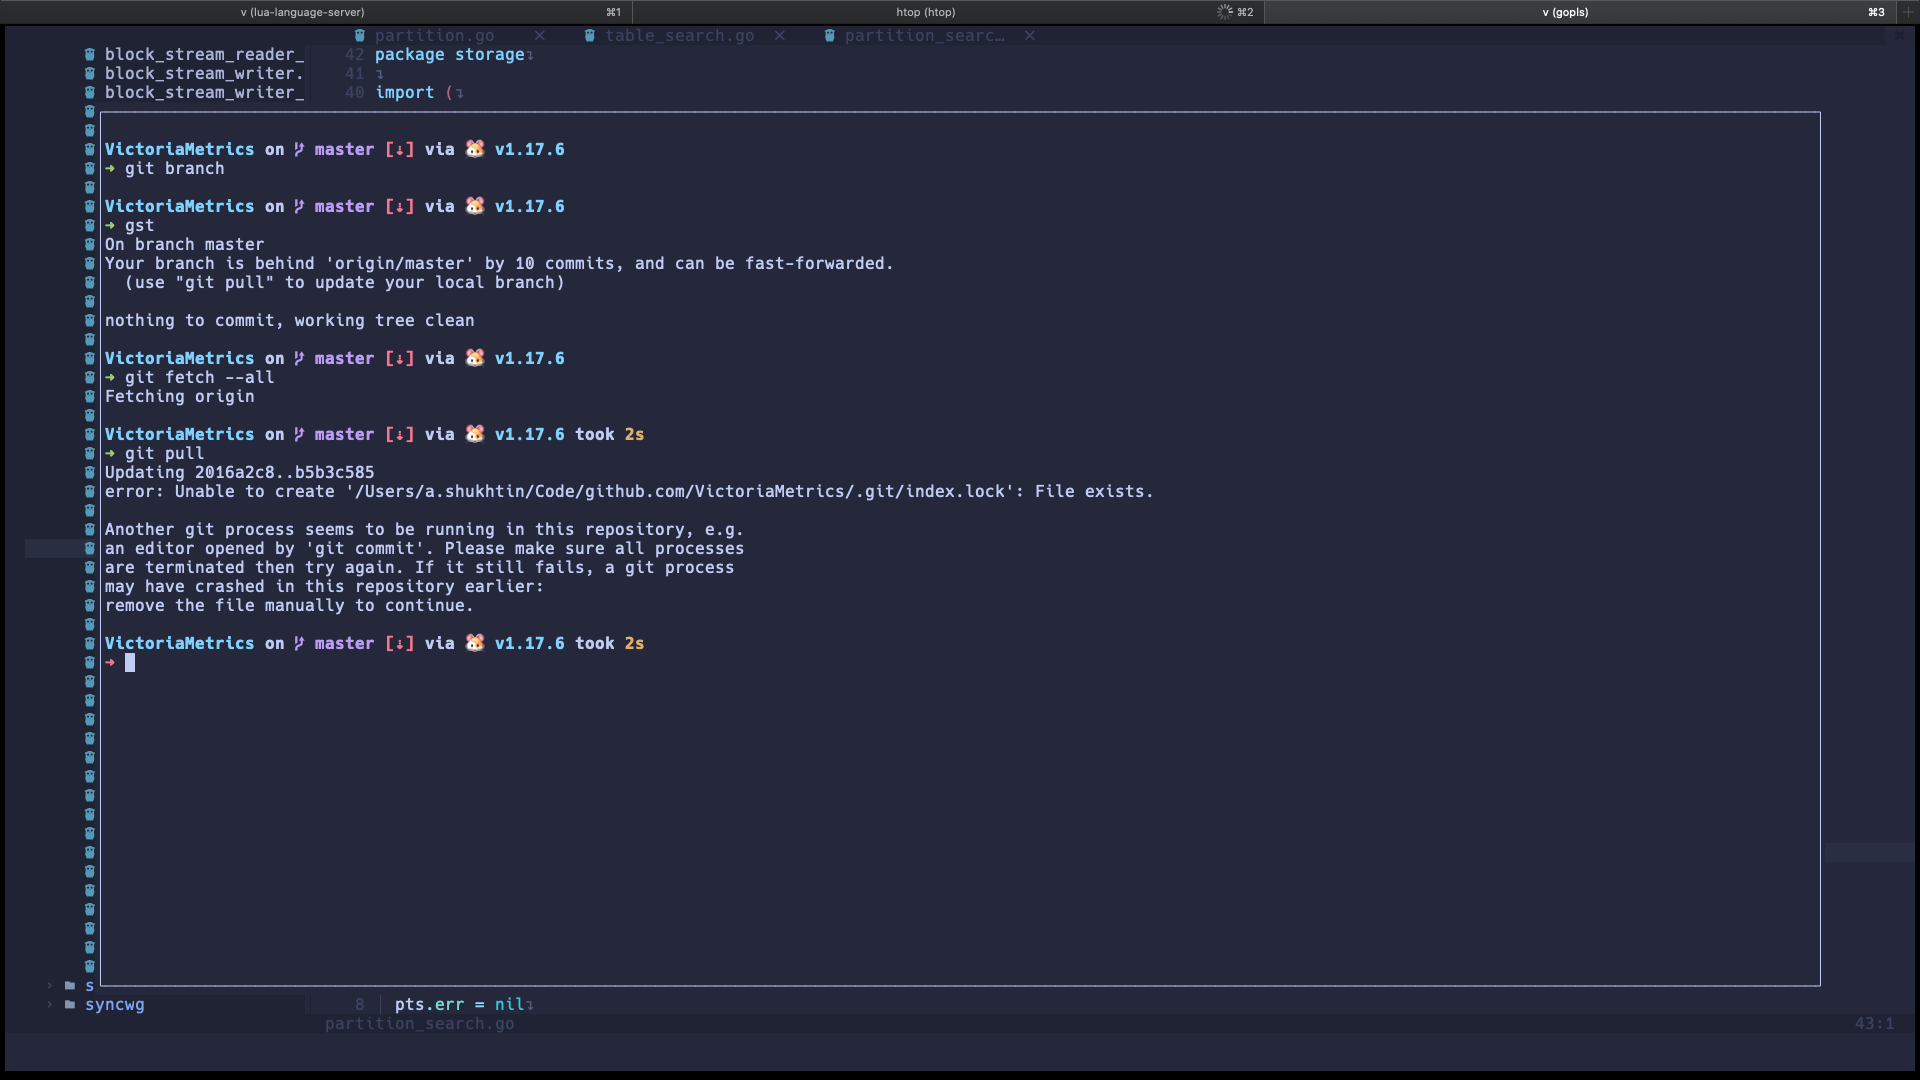 v (lua-language-server) ⌘1 htop (htop) ⌘2 v (gopls) ⌘3 +
partition.go × table_search.go × partition_searc… ×
block_stream_reader_ 42 package storage
block_stream_writer. 41
block_stream_writer_ 40 import (
VictoriaMetrics on master [↓] via 🐹 v1.17.6
➜ git branch
VictoriaMetrics on master [↓] via 🐹 v1.17.6
➜ gst
On branch master
Your branch is behind 'origin/master' by 10 commits, and can be fast-forwarded.
(use "git pull" to update your local branch)
nothing to commit, working tree clean
VictoriaMetrics on master [↓] via 🐹 v1.17.6
➜ git fetch --all
Fetching origin
VictoriaMetrics on master [↓] via 🐹 v1.17.6 took 2s
➜ git pull
Updating 2016a2c8..b5b3c585
error: Unable to create '/Users/a.shukhtin/Code/github.com/VictoriaMetrics/.git/index.lock': File exists.
Another git process seems to be running in this repository, e.g.
an editor opened by 'git commit'. Please make sure all processes
are terminated then try again. If it still fails, a git process
may have crashed in this repository earlier:
remove the file manually to continue.
VictoriaMetrics on master [↓] via 🐹 v1.17.6 took 2s
➜
s
syncwg 8 pts.err = nil
partition_search.go 43:1